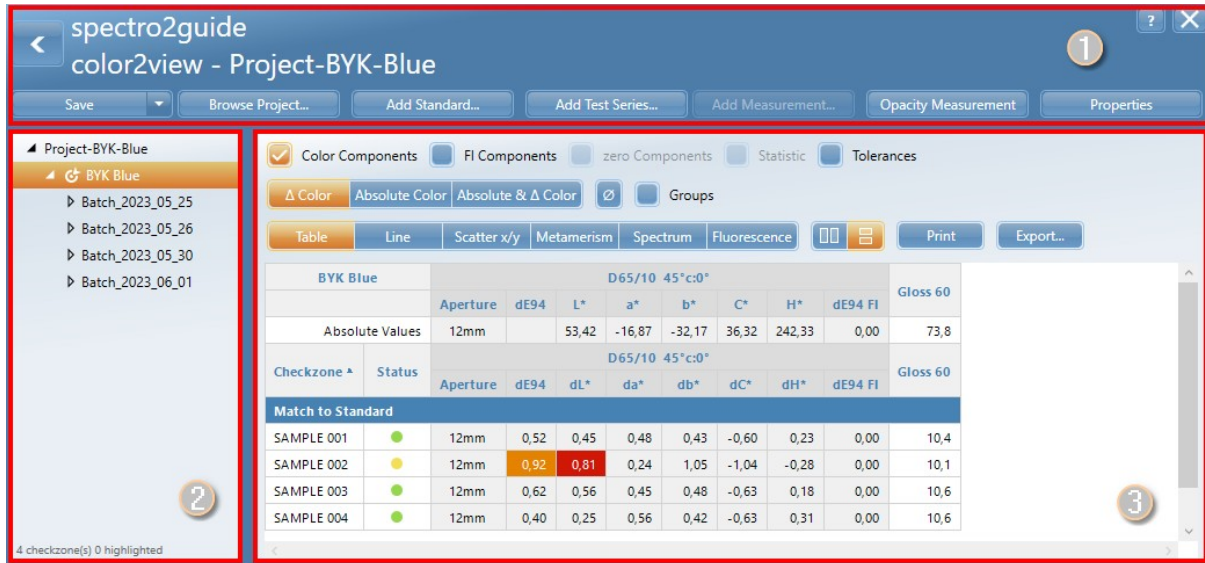 spectro2guide
color2view - Project-BYK-Blue
? X
1
Save Browse Project... Add Standard... Add Test Series... Add Measurement... Opacity Measurement Properties
Project-BYK-Blue
BYK Blue
Batch_2023_05_25
Batch_2023_05_26
Batch_2023_05_30
Batch_2023_06_01
2
4 checkzone(s) 0 highlighted
Color Components FI Components zero Components Statistic Tolerances
Δ Color Absolute Color Absolute & Δ Color Ø Groups
Table Line Scatter x/y Metamerism Spectrum Fluorescence Print Export...
BYK Blue D65/10 45°c:0° Gloss 60
Aperture dE94 L* a* b* C* H* dE94 FI
Absolute Values 12mm 53,42 -16,87 -32,17 36,32 242,33 0,00 73,8
Checkzone Status D65/10 45°c:0° Gloss 60
Aperture dE94 dL* da* db* dC* dH* dE94 FI
Match to Standard
SAMPLE 001 12mm 0,52 0,45 0,48 0,43 -0,60 0,23 0,00 10,4
SAMPLE 002 12mm 0,92 0,81 0,24 1,05 -1,04 -0,28 0,00 10,1
SAMPLE 003 12mm 0,62 0,56 0,45 0,48 -0,63 0,18 0,00 10,6
SAMPLE 004 12mm 0,40 0,25 0,56 0,42 -0,63 0,31 0,00 10,6
3